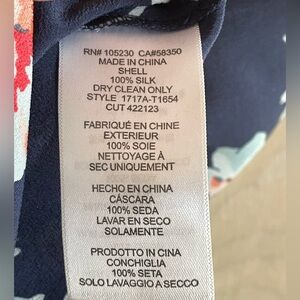 RN# 105230 CA#58350
MADE IN CHINA
SHELL
100% SILK
DRY CLEAN ONLY
STYLE 1717A-T1654
CUT 422123
FABRIQUÉ EN CHINE
EXTERIEUR
100% SOIE
NETTOYAGE À
SEC UNIQUEMENT
HECHO EN CHINA
CÁSCARA
100% SEDA
LAVAR EN SECO
SOLAMENTE
PRODOTTO IN CINA
CONCHIGLIA
100% SETA
SOLO LAVAGGIO A SECCO